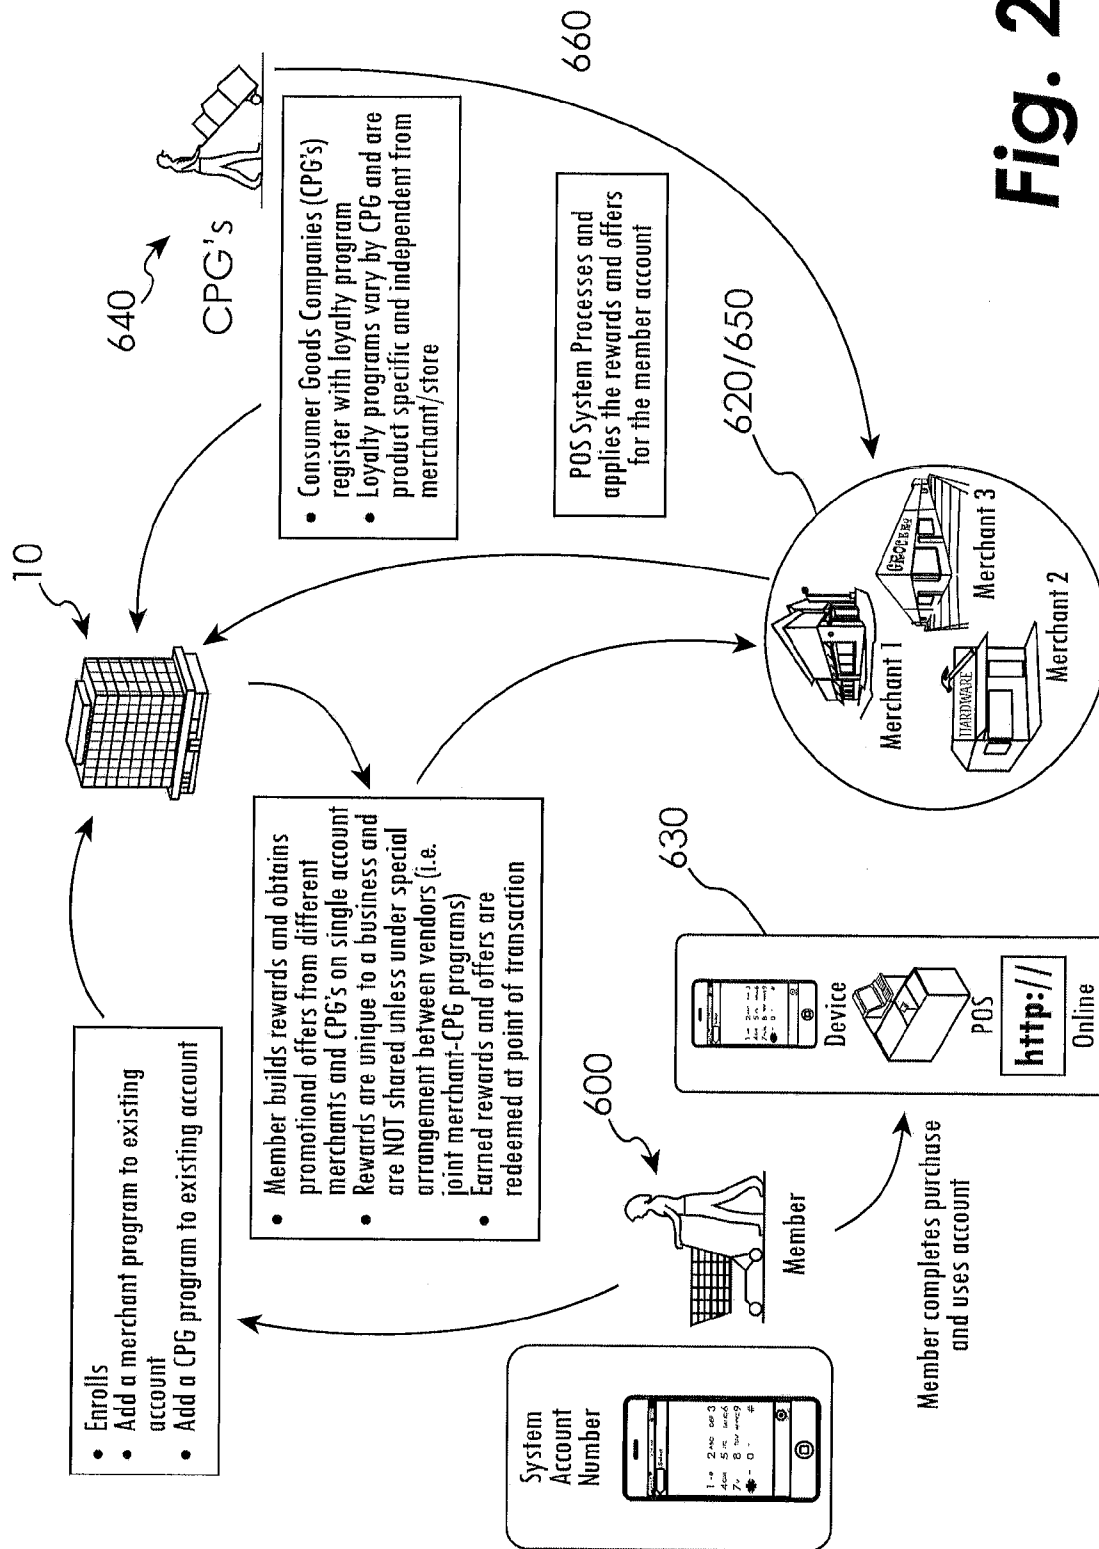 10
640
CPG's
• Enrolls
• Add a merchant program to existing
account
• Add a CPG program to existing account
• Consumer Goods Companies (CPG's)
register with loyalty program
• Loyalty programs vary by CPG and are
product specific and independent from
merchant/store
660
• Member builds rewards and obtains
promotional offers from different
merchants and CPG's on single account
• Rewards are unique to a business and
are NOT shared unless under special
arrangement between vendors (i.e.
joint merchant-CPG programs)
• Earned rewards and offers are
redeemed at point of transaction
POS System Processes and
applies the rewards and offers
for the member account
620/650
System
Account
Number
600
Member
630
Device
POS
http://
Online
Member completes purchase
and uses account
Merchant 1
HARDWARE
Merchant 2
GROCERY
Merchant 3
Fig. 2